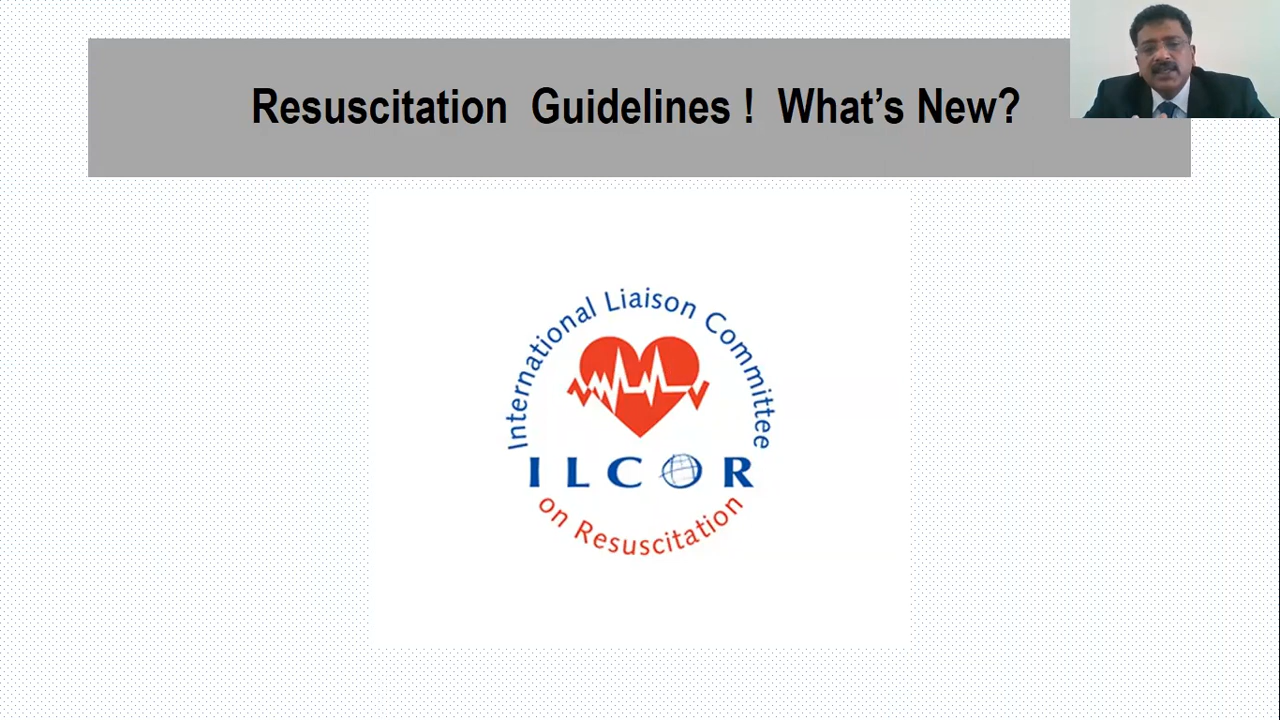 Resuscitation Guidelines ! What's New?
International Liaison Committee
ILCOR
on Resuscitation